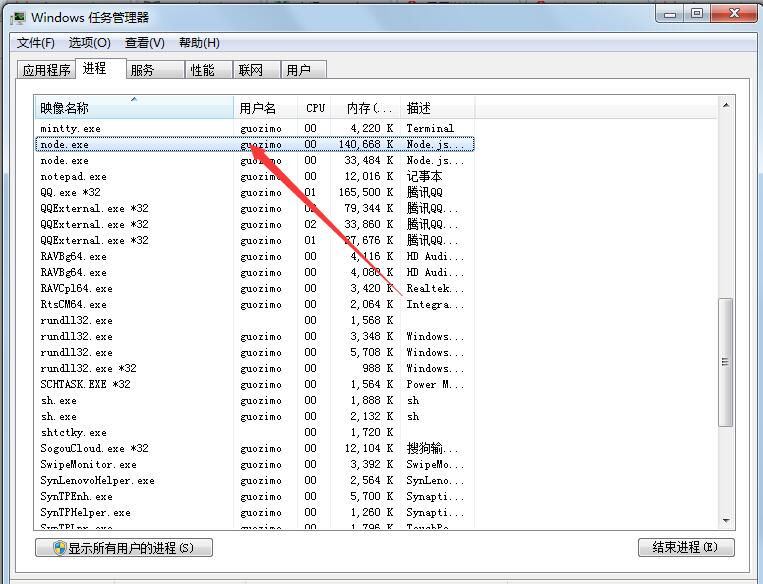 Windows 任务管理器
文件(F) 选项(O) 查看(V) 帮助(H)
应用程序 进程 服务 性能 联网 用户
映像名称 用户名 CPU 内存(... 描述
mintty.exe guozimo 00 4,220 K Terminal
node.exe guozimo 00 140,668 K Node.js...
node.exe guozimo 00 33,484 K Node.js...
notepad.exe guozimo 00 12,016 K 记事本
QQ.exe *32 guozimo 01 165,500 K 腾讯QQ
QQExternal.exe *32 guozimo 79,344 K 腾讯QQ...
QQExternal.exe *32 guozimo 02 33,860 K 腾讯QQ...
QQExternal.exe *32 guozimo 01 27,676 K 腾讯QQ...
RAVBg64.exe guozimo 00 4,116 K HD Audi...
RAVBg64.exe guozimo 00 4,080 K HD Audi...
RAVCpl64.exe guozimo 00 3,420 K Realtek...
RtsCM64.exe guozimo 00 2,064 K Integra...
rundll32.exe 00 1,568 K
rundll32.exe guozimo 00 3,348 K Windows...
rundll32.exe guozimo 00 5,708 K Windows...
rundll32.exe *32 guozimo 00 988 K Windows...
SCHTASK.EXE *32 guozimo 00 1,564 K Power M...
sh.exe guozimo 00 1,888 K sh
sh.exe guozimo 00 2,132 K sh
shtctky.exe 00 1,720 K
SogouCloud.exe *32 guozimo 00 12,104 K 搜狗输...
SwipeMonitor.exe guozimo 00 3,392 K SwipeMo...
SynLenovoHelper.exe guozimo 00 2,564 K SynLeno...
SynTPEnh.exe guozimo 00 5,700 K Synapti...
SynTPHelper.exe guozimo 00 1,260 K Synapti...
SynTPLpr.exe guozimo 00 1,796 K TouchPa...
显示所有用户的进程(S) 结束进程(E)